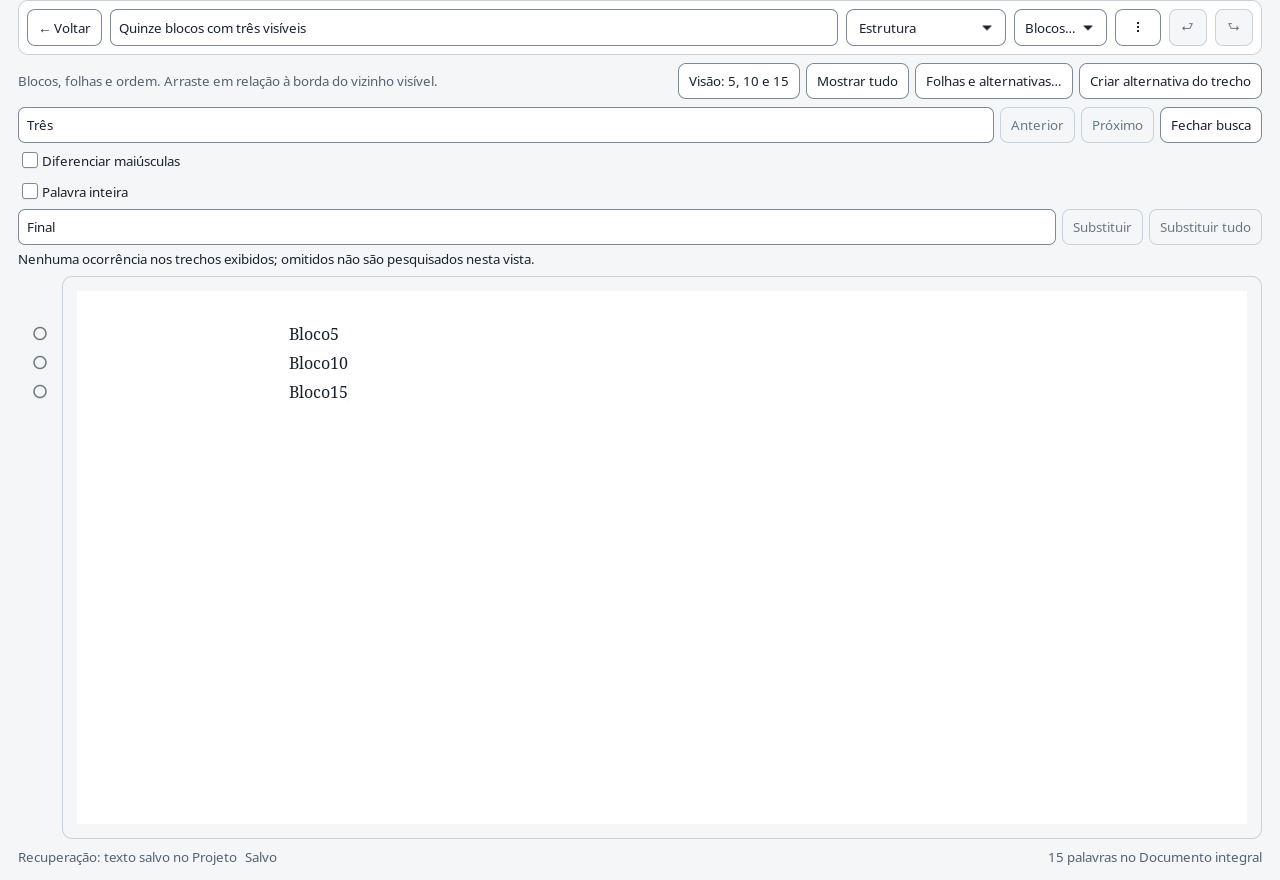 ← Voltar
Quinze blocos com três visíveis
Estrutura
Blocos...
Blocos, folhas e ordem. Arraste em relação à borda do vizinho visível.
Visão: 5, 10 e 15
Mostrar tudo
Folhas e alternativas...
Criar alternativa do trecho
Três
Anterior
Próximo
Fechar busca
Diferenciar maiúsculas
Palavra inteira
Final
Substituir
Substituir tudo
Nenhuma ocorrência nos trechos exibidos; omitidos não são pesquisados nesta vista.
Bloco5
Bloco10
Bloco15
Recuperação: texto salvo no Projeto
Salvo
15 palavras no Documento integral